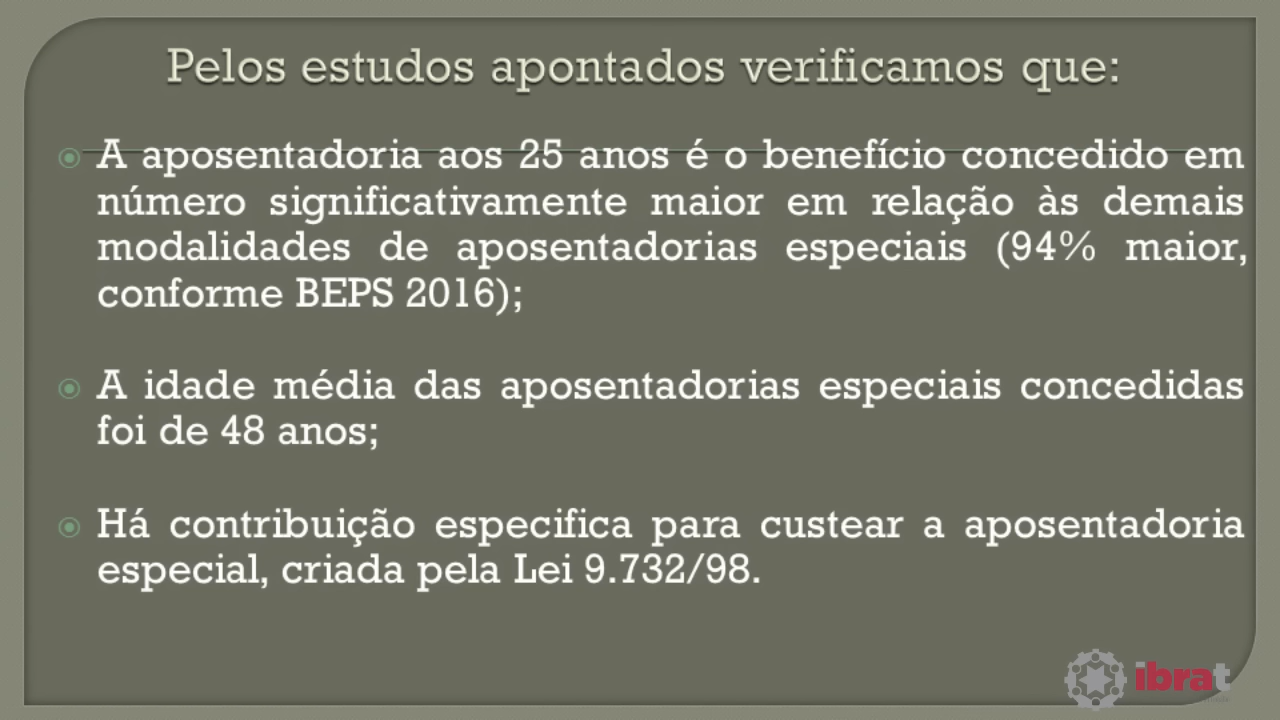 Pelos estudos apontados verificamos que:
A aposentadoria aos 25 anos é o benefício concedido em
número significativamente maior em relação às demais
modalidades de aposentadorias especiais (94% maior,
conforme BEPS 2016);
A idade média das aposentadorias especiais concedidas
foi de 48 anos;
Há contribuição especifica para custear a aposentadoria
especial, criada pela Lei 9.732/98.
ibrat